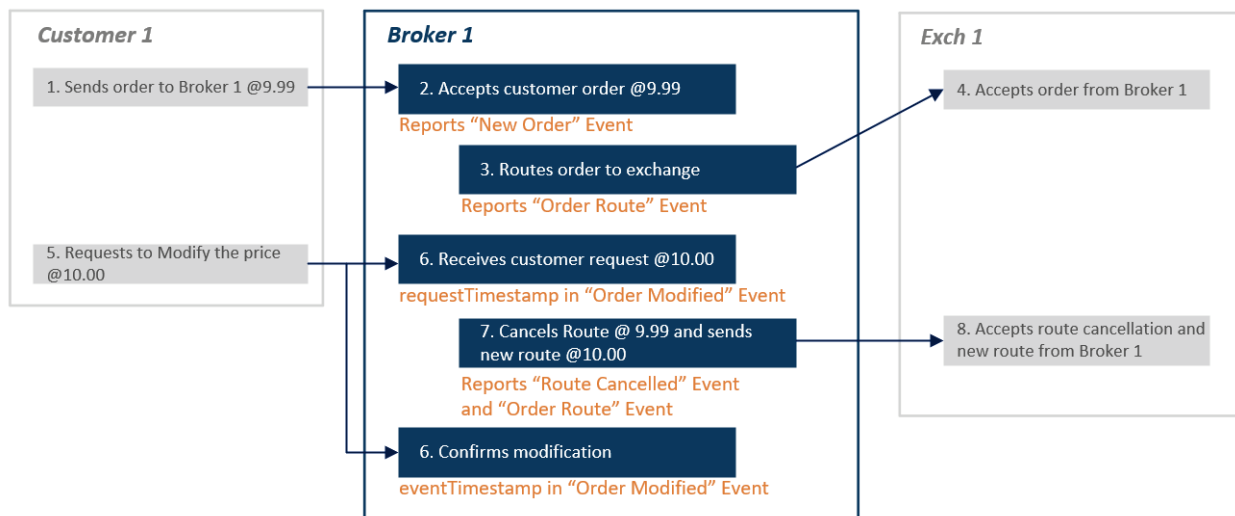 Customer 1
Broker 1
Exch 1
1. Sends order to Broker 1 @9.99
2. Accepts customer order @9.99
4. Accepts order from Broker 1
Reports “New Order” Event
3. Routes order to exchange
Reports “Order Route” Event
5. Requests to Modify the price
@10.00
6. Receives customer request @10.00
requestTimestamp in “Order Modified” Event
7. Cancels Route @ 9.99 and sends
new route @10.00
8. Accepts route cancellation and
new route from Broker 1
Reports “Route Cancelled” Event
and “Order Route” Event
6. Confirms modification
eventTimestamp in “Order Modified” Event